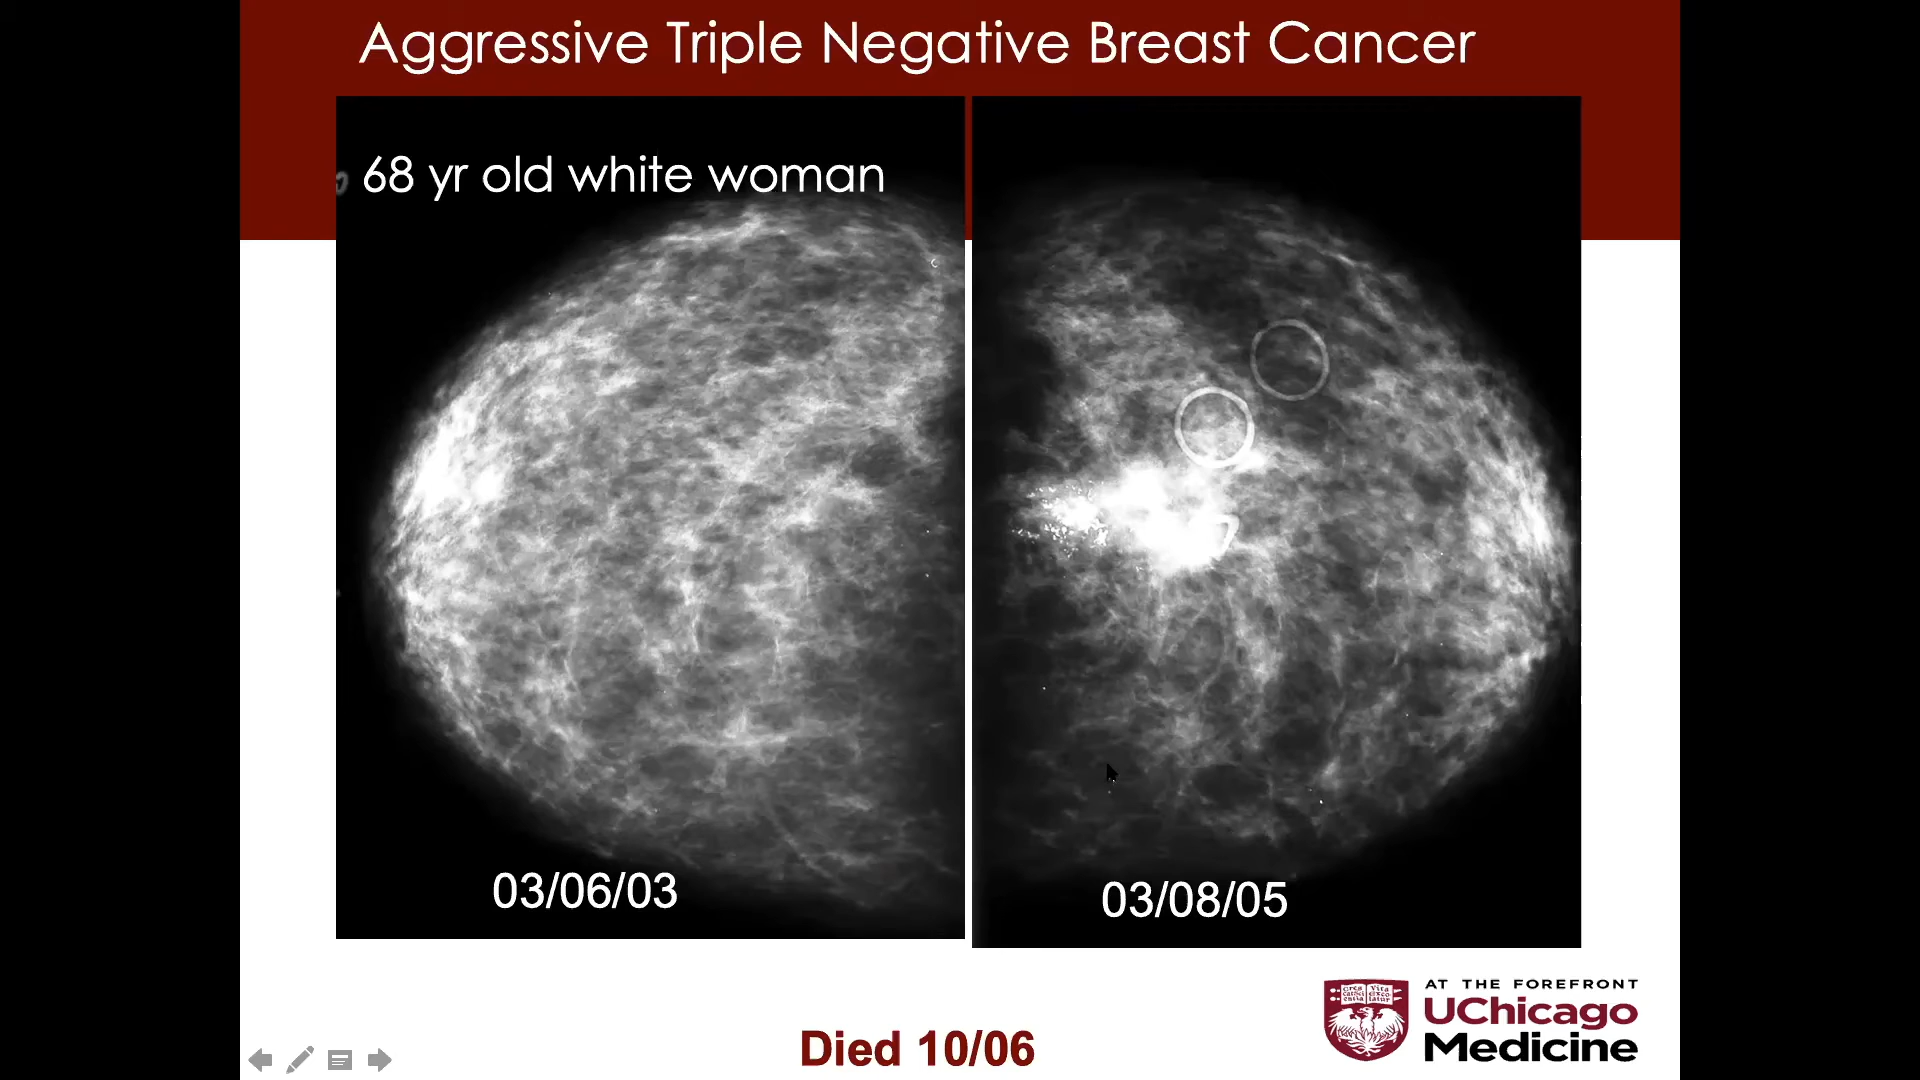 Aggressive Triple Negative Breast Cancer
68 yr old white woman
03/06/03
03/08/05
Died 10/06
AT THE FOREFRONT
UChicago
Medicine